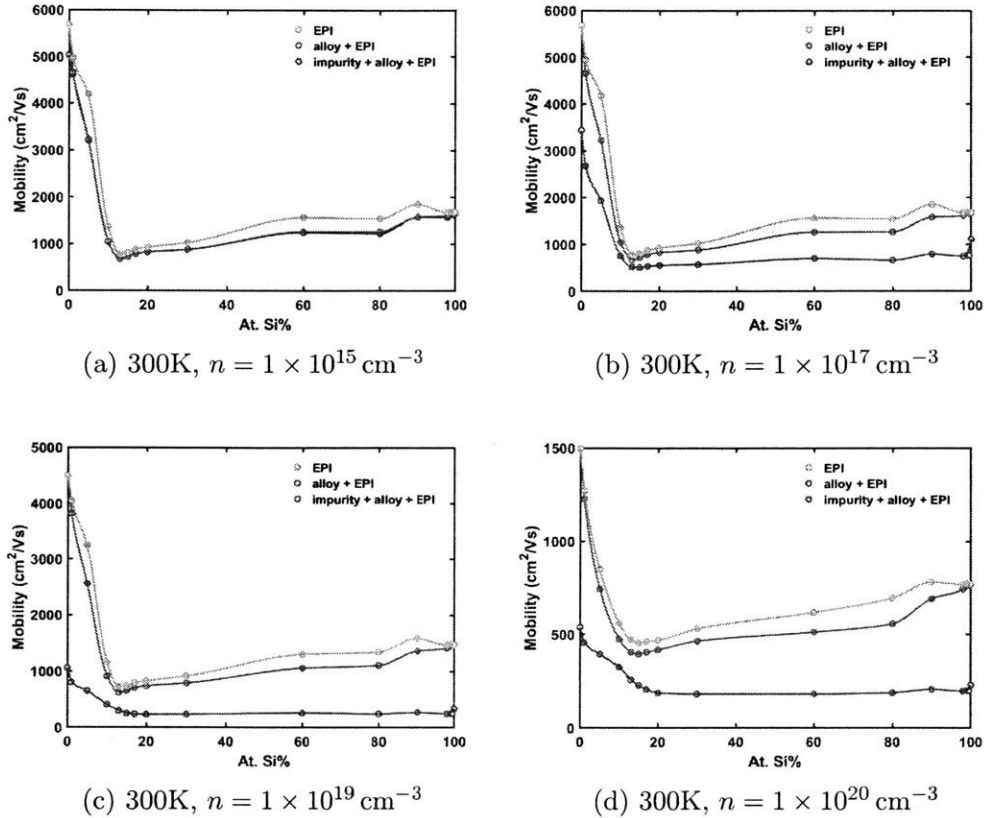 6000
5000
4000
3000
2000
1000
0
Mobility (cm²/Vs)
EPI
alloy + EPI
impurity + alloy + EPI
0 20 40 60 80 100
At. Si%
(a) 300K, n = 1 × 10¹⁵ cm⁻³
6000
5000
4000
3000
2000
1000
0
Mobility (cm²/Vs)
EPI
alloy + EPI
impurity + alloy + EPI
0 20 40 60 80 100
At. Si%
(b) 300K, n = 1 × 10¹⁷ cm⁻³
5000
4000
3000
2000
1000
0
Mobility (cm²/Vs)
EPI
alloy + EPI
impurity + alloy + EPI
0 20 40 60 80 100
At. Si%
(c) 300K, n = 1 × 10¹⁹ cm⁻³
1500
1000
500
0
Mobility (cm²/Vs)
EPI
alloy + EPI
impurity + alloy + EPI
0 20 40 60 80 100
At. Si%
(d) 300K, n = 1 × 10²⁰ cm⁻³